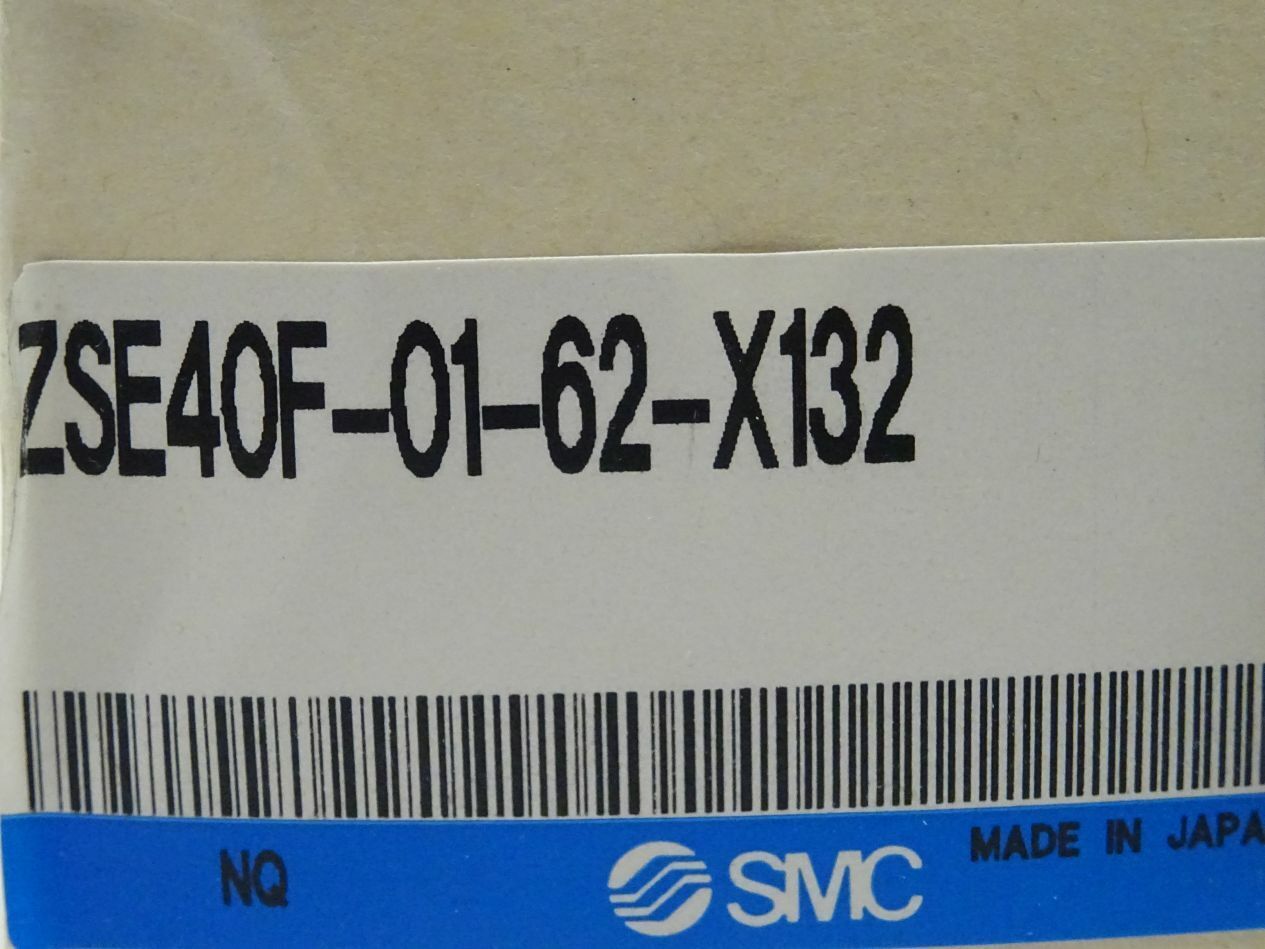 ZSE40F-01-62-X132
NQ
SMC
MADE IN JAPA